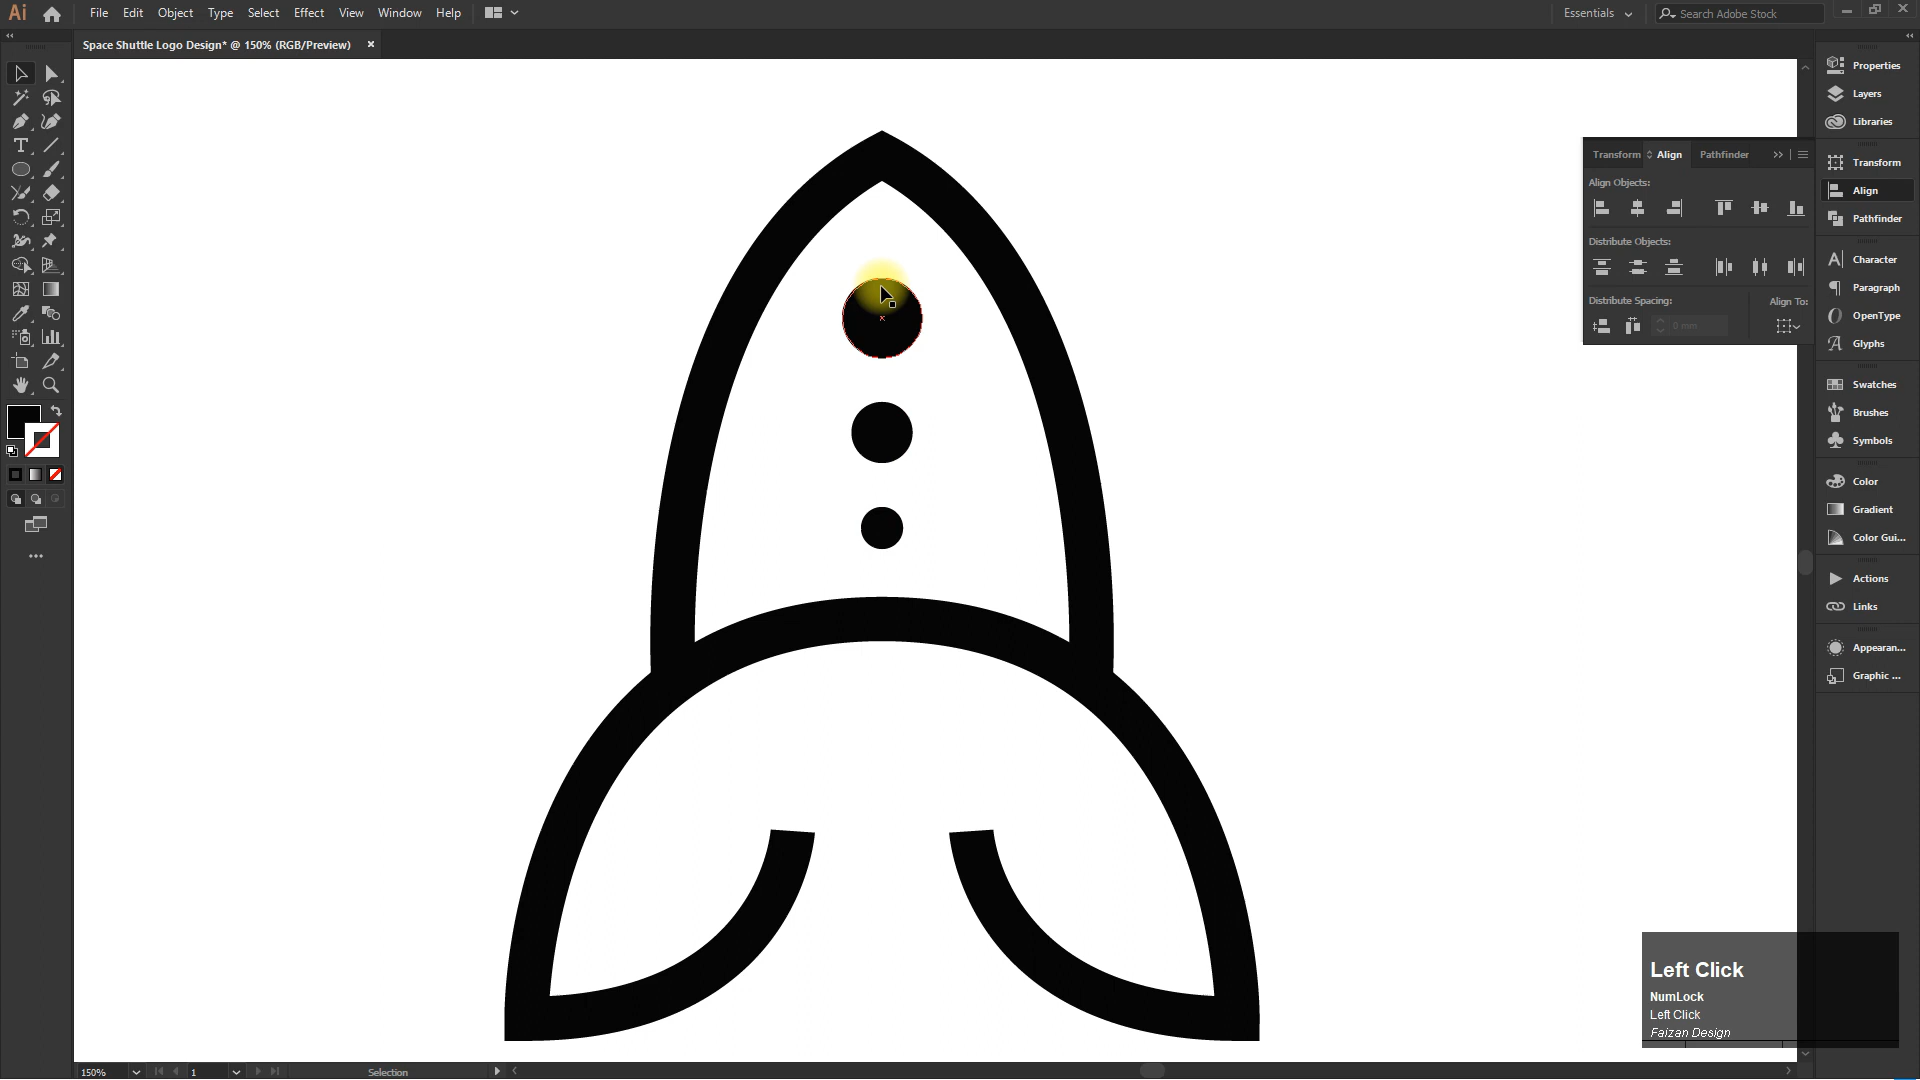 Ai File Edit Object Type Select Effect View Window Help Essentials Search Adobe Stock
Space Shuttle Logo Design* @ 150% (RGB/Preview) ×
Properties
Layers
Libraries
Transform
Align
Pathfinder
Character
Paragraph
OpenType
Glyphs
Swatches
Brushes
Symbols
Color
Gradient
Color Gui...
Actions
Links
Appearan...
Graphic ...
Transform Align Pathfinder
Align Objects:
Distribute Objects:
Distribute Spacing: Align To:
0 mm
Left Click
NumLock
Left Click
Faizan Design
150% 1 Selection